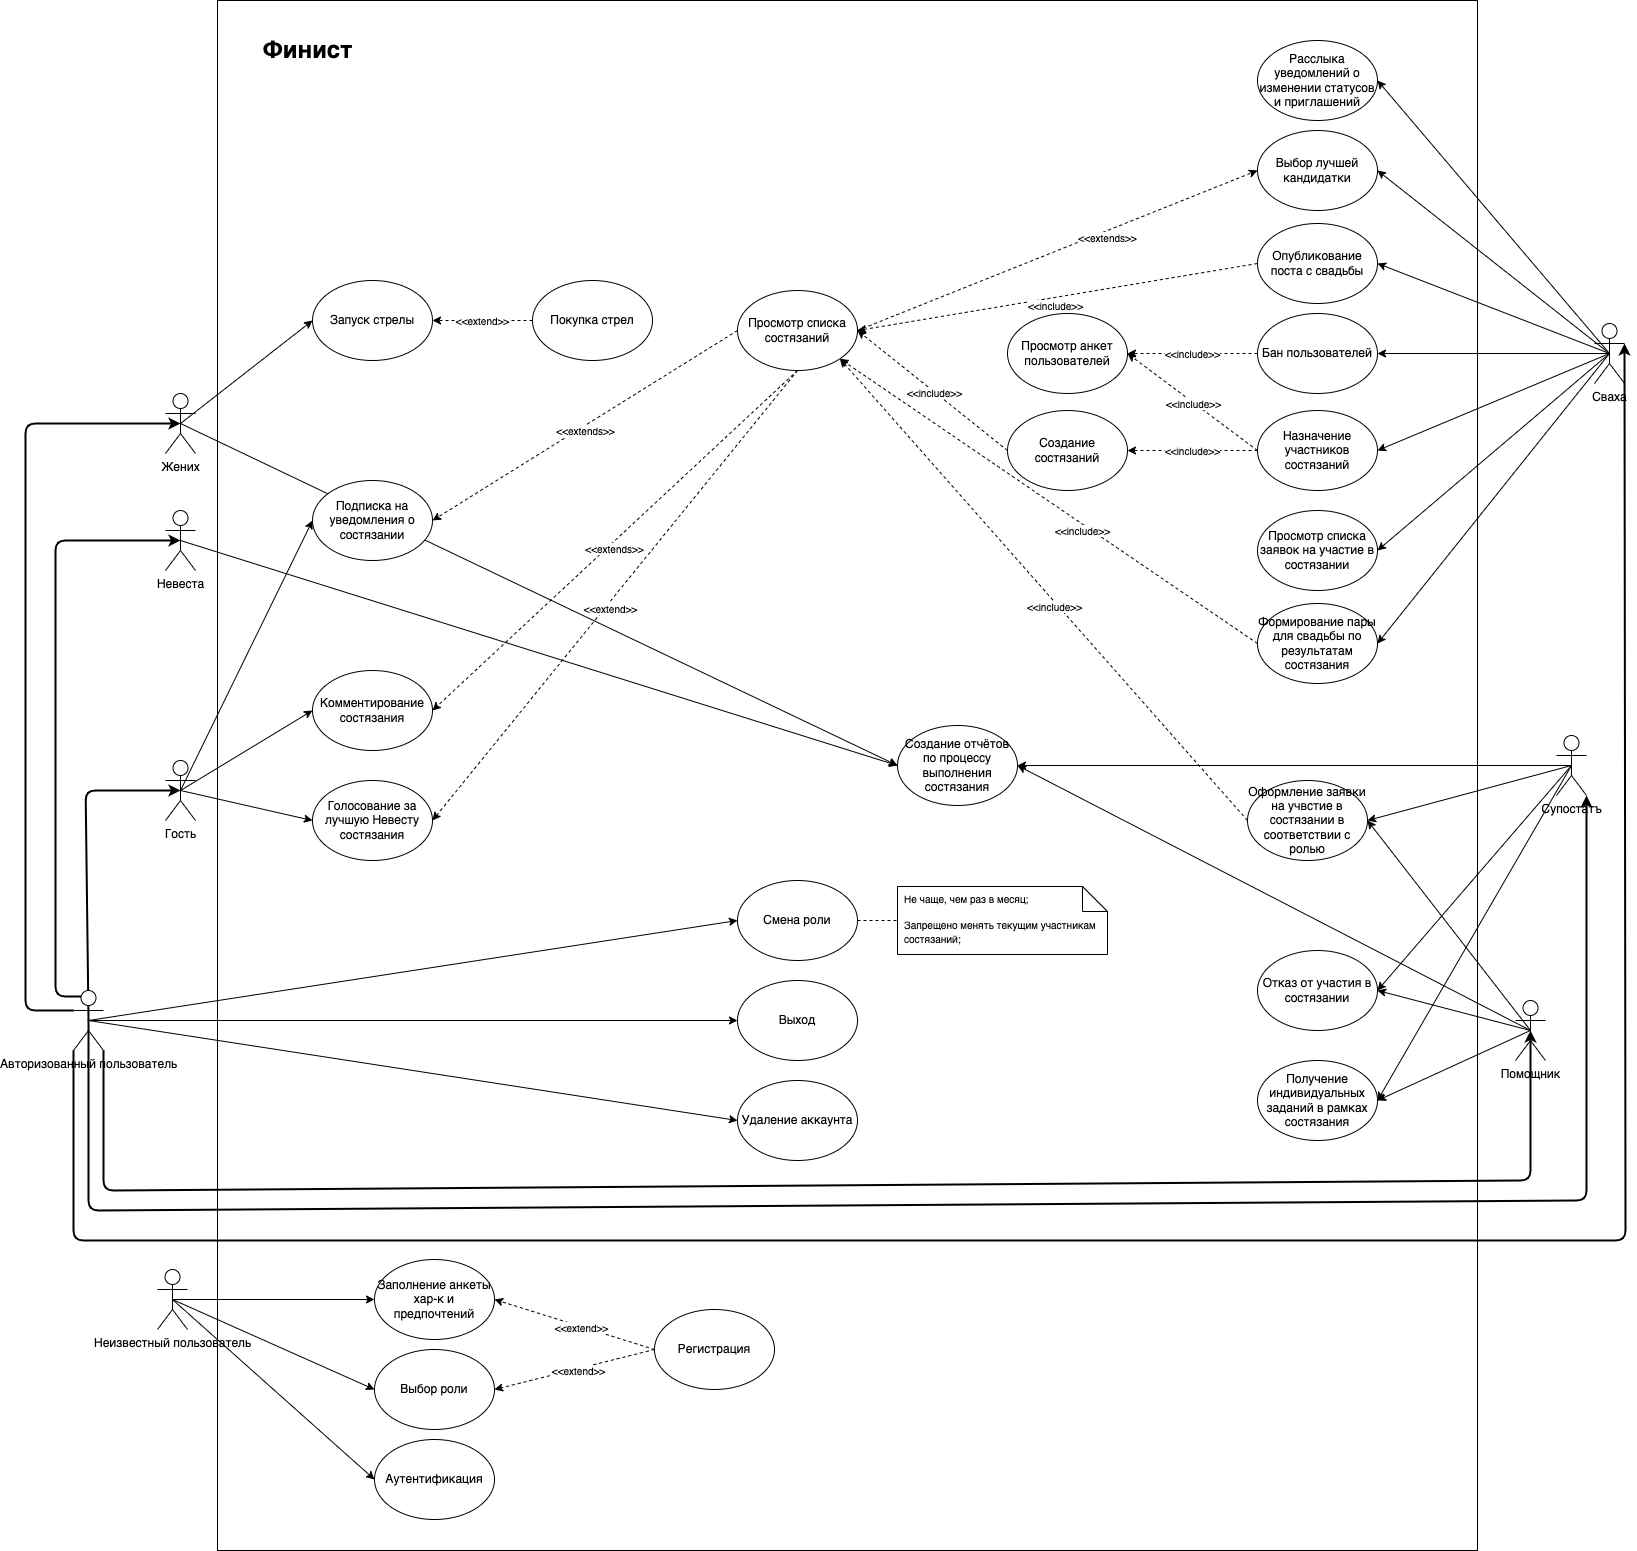 Финист
Расслыка
уведомлений о
изменении статусов
и приглашений
Выбор лучшей
кандидатки
<<extends>>
Опубликование
поста с свадьбы
<<include>>
Запуск стрелы
<<extend>>
Покупка стрел
Просмотр списка
состязаний
Просмотр анкет
пользователей
<<include>>
Бан пользователей
Сваха
<<include>>
<<include>>
Жених
<<extends>>
Создание
состязаний
<<include>>
Назначение
участников
состязаний
Подписка на
уведомления о
состязании
<<include>>
Просмотр списка
заявок на участие в
состязании
Невеста
<<extends>>
<<extend>>
<<include>>
Формирование пары
для свадьбы по
результатам
состязания
Комментирование
состязания
Создание отчётов
по процессу
выполнения
состязания
Гость
Голосование за
лучшую Невесту
состязания
Оформление заявки
на учвстие в
состязании в
соответствии с
ролью
Супостатъ
Смена роли
Не чаще, чем раз в месяц;
Запрещено менять текущим участникам
состязаний;
Отказ от участия в
состязании
Выход
Авторизованный пользователь
Помощник
Удаление аккаунта
Получение
индивидуальных
заданий в рамках
состязания
Заполнение анкеты
хар-к и
предпочтений
<<extend>>
Неизвестный пользователь
Регистрация
<<extend>>
Выбор роли
Аутентификация